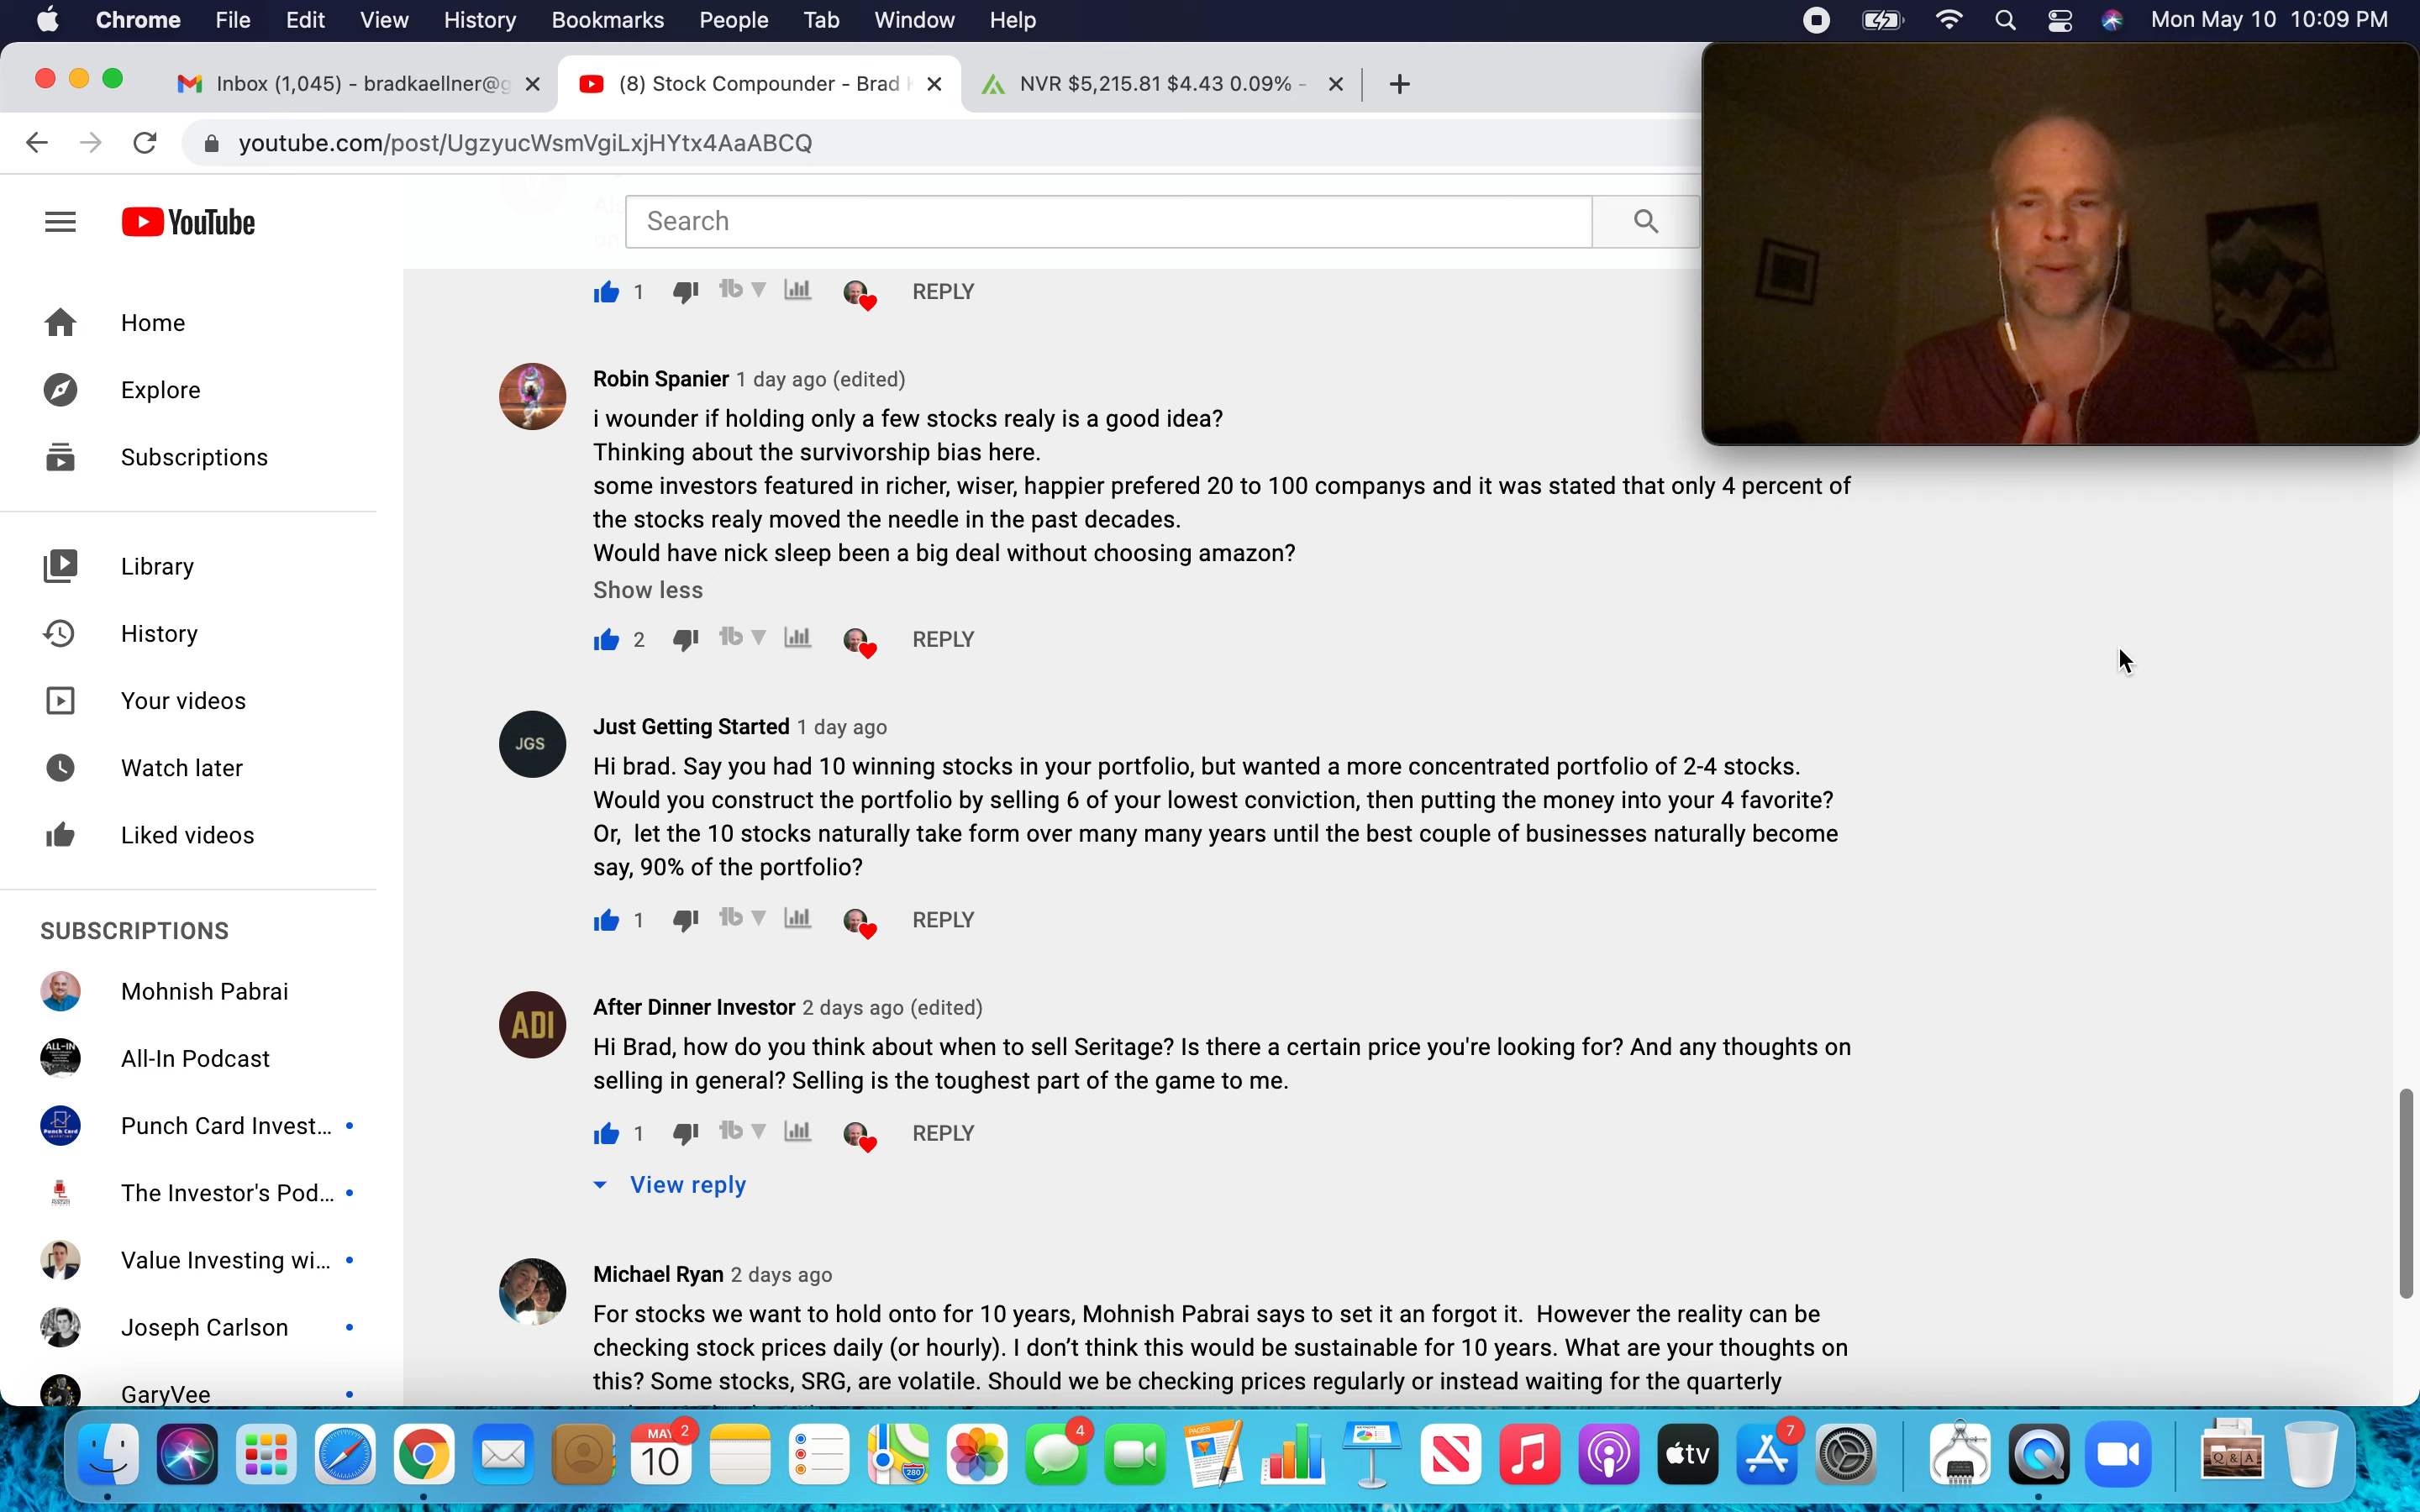 Chrome File Edit View History Bookmarks People Tab Window Help Mon May 10 10:09 PM
Inbox (1,045) - bradkaellner@g (8) Stock Compounder - Brad NVR $5,215.81 $4.43 0.09% -
youtube.com/post/UgzyucWsmVgiLxjHYtx4AaABCQ
YouTube
Search
Home
Explore
Subscriptions
Library
History
Your videos
Watch later
Liked videos
SUBSCRIPTIONS
Mohnish Pabrai
All-In Podcast
Punch Card Invest...
The Investor's Pod...
Value Investing wi...
Joseph Carlson
GaryVee
1 REPLY
Robin Spanier 1 day ago (edited)
i wounder if holding only a few stocks realy is a good idea?
Thinking about the survivorship bias here.
some investors featured in richer, wiser, happier prefered 20 to 100 companys and it was stated that only 4 percent of
the stocks realy moved the needle in the past decades.
Would have nick sleep been a big deal without choosing amazon?
Show less
2 REPLY
JGS
Just Getting Started 1 day ago
Hi brad. Say you had 10 winning stocks in your portfolio, but wanted a more concentrated portfolio of 2-4 stocks.
Would you construct the portfolio by selling 6 of your lowest conviction, then putting the money into your 4 favorite?
Or, let the 10 stocks naturally take form over many many years until the best couple of businesses naturally become
say, 90% of the portfolio?
1 REPLY
ADI
After Dinner Investor 2 days ago (edited)
Hi Brad, how do you think about when to sell Seritage? Is there a certain price you're looking for? And any thoughts on
selling in general? Selling is the toughest part of the game to me.
1 REPLY
View reply
Michael Ryan 2 days ago
For stocks we want to hold onto for 10 years, Mohnish Pabrai says to set it an forgot it. However the reality can be
checking stock prices daily (or hourly). I don't think this would be sustainable for 10 years. What are your thoughts on
this? Some stocks, SRG, are volatile. Should we be checking prices regularly or instead waiting for the quarterly
MAY 10 2 280 4 PAGES tv 7 Q&A